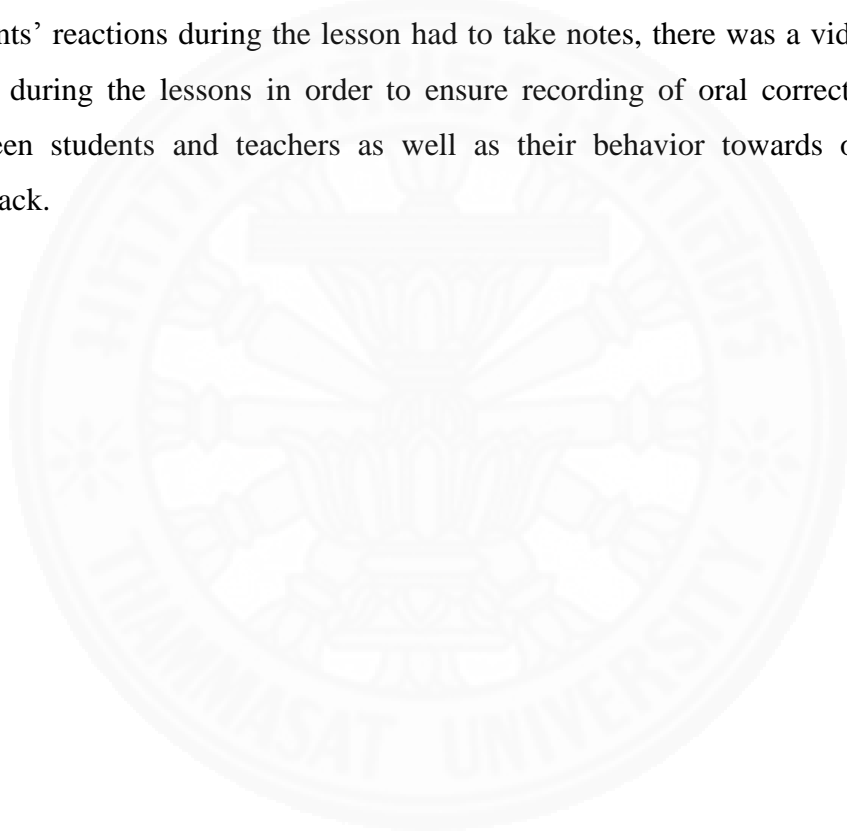 nts’ reactions during the lesson had to take notes, there was a vid
during the lessons in order to ensure recording of oral correct
een students and teachers as well as their behavior towards o
ack.
THAMMASAT UNIVERSITY